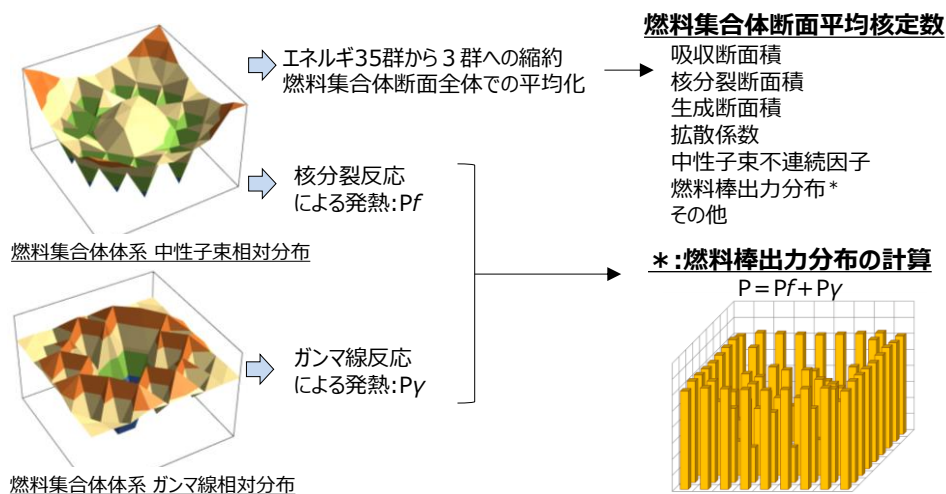 エネルギ35群から3群への縮約
燃料集合体断面全体での平均化
燃料集合体断面平均核定数
吸収断面積
核分裂断面積
生成断面積
拡散係数
中性子束不連続因子
燃料棒出力分布*
その他
核分裂反応
による発熱:Pf
燃料集合体体系 中性子束相対分布
*:燃料棒出力分布の計算
P=Pf+Pγ
ガンマ線反応
による発熱:Pγ
燃料集合体体系 ガンマ線相対分布